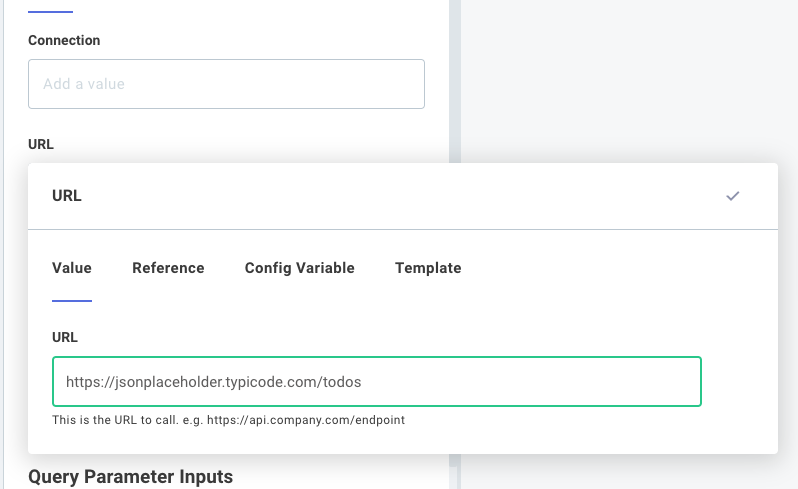 Connection
Add a value
URL
URL
Value Reference Config Variable Template
URL
https://jsonplaceholder.typicode.com/todos
This is the URL to call. e.g. https://api.company.com/endpoint
Query Parameter Inputs